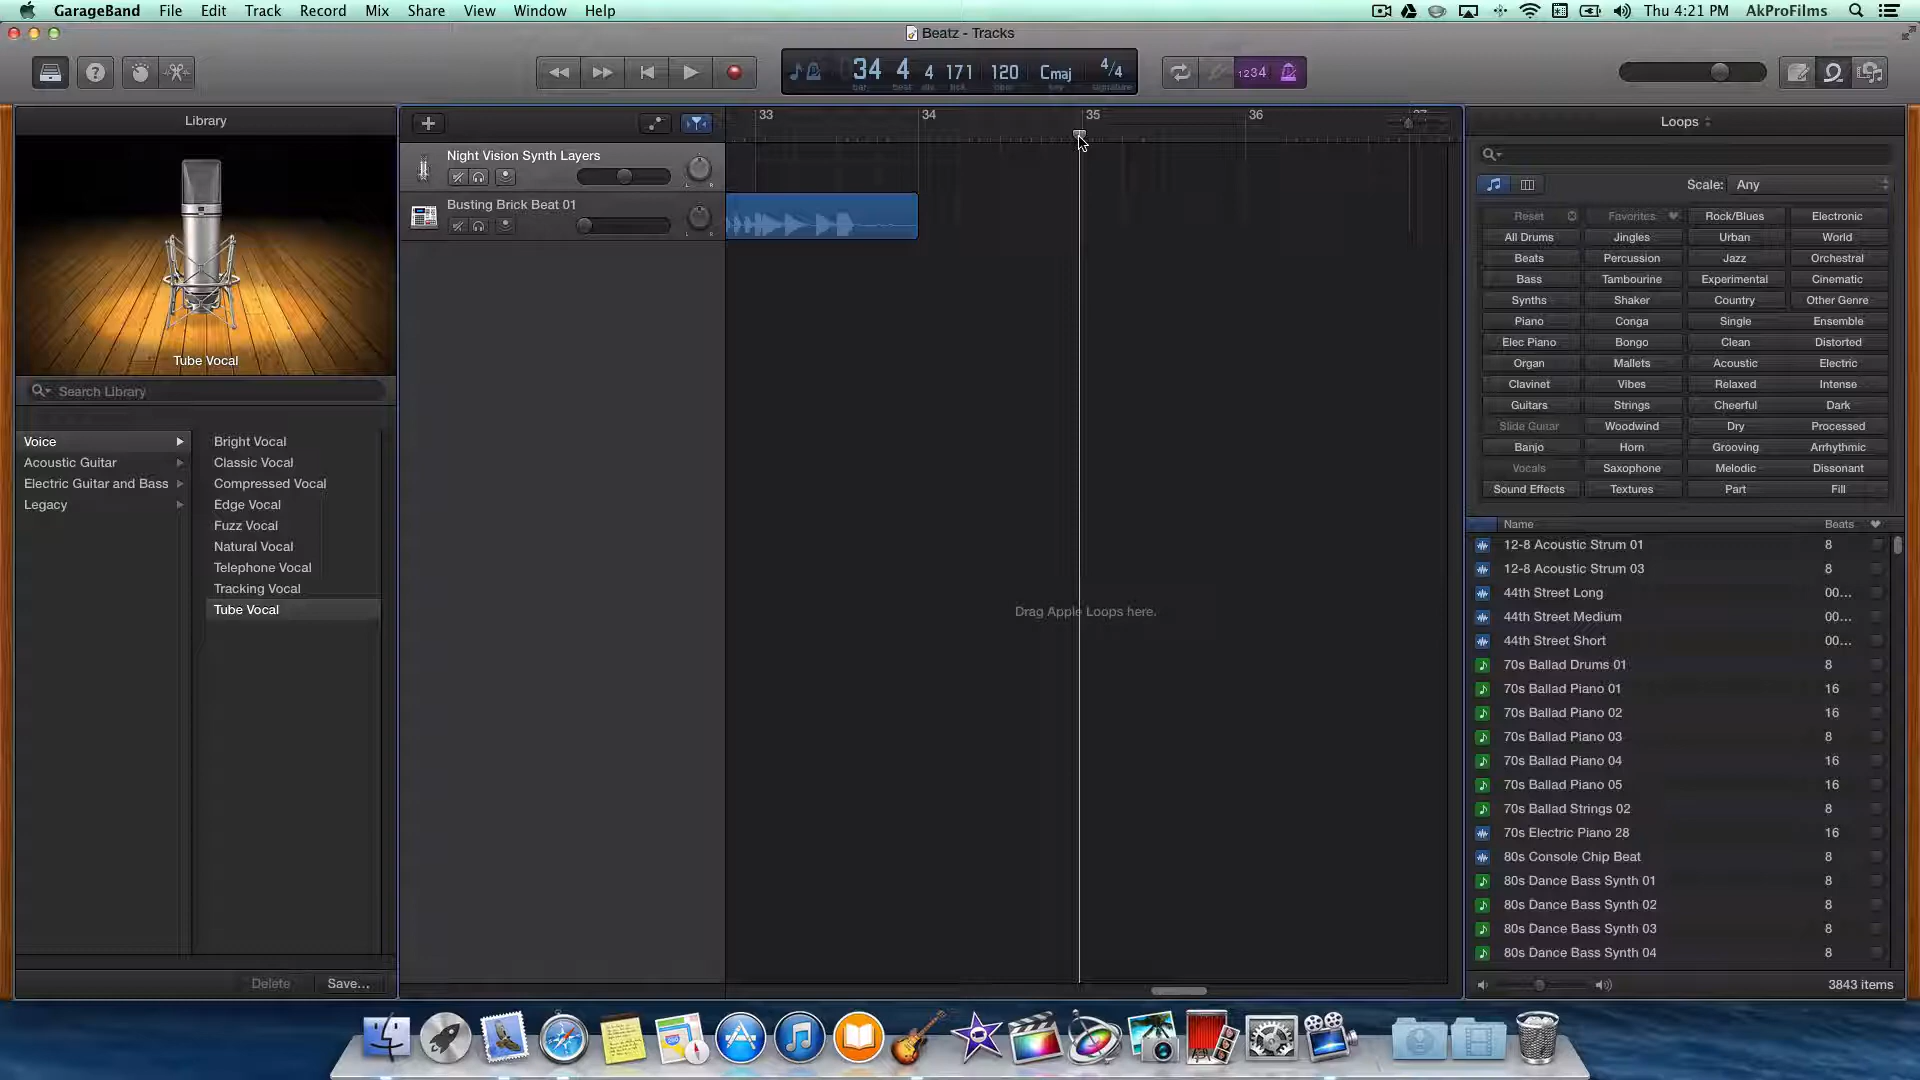 GarageBand File Edit Track Record Mix Share View Window Help Thu 4:21 PM AkProFilms
Beatz - Tracks
34 4 4 171 120 Cmaj 4/4
bar beat div tick key signature
1234
Library
33 34 35 36 37
Loops
Tube Vocal
Search Library
Voice
Acoustic Guitar
Electric Guitar and Bass
Legacy
Bright Vocal
Classic Vocal
Compressed Vocal
Edge Vocal
Fuzz Vocal
Natural Vocal
Telephone Vocal
Tracking Vocal
Tube Vocal
Delete Save...
Night Vision Synth Layers
L R
Busting Brick Beat 01
L R
Drag Apple Loops here.
Scale: Any
Reset Favorites Rock/Blues Electronic
All Drums Jingles Urban World
Beats Percussion Jazz Orchestral
Bass Tambourine Experimental Cinematic
Synths Shaker Country Other Genre
Piano Conga Single Ensemble
Elec Piano Bongo Clean Distorted
Organ Mallets Acoustic Electric
Clavinet Vibes Relaxed Intense
Guitars Strings Cheerful Dark
Slide Guitar Woodwind Dry Processed
Banjo Horn Grooving Arrhythmic
Vocals Saxophone Melodic Dissonant
Sound Effects Textures Part Fill
Name Beats
12-8 Acoustic Strum 01 8
12-8 Acoustic Strum 03 8
44th Street Long 00...
44th Street Medium 00...
44th Street Short 00...
70s Ballad Drums 01 8
70s Ballad Piano 01 16
70s Ballad Piano 02 16
70s Ballad Piano 03 8
70s Ballad Piano 04 16
70s Ballad Piano 05 16
70s Ballad Strings 02 8
70s Electric Piano 28 16
80s Console Chip Beat 8
80s Dance Bass Synth 01 8
80s Dance Bass Synth 02 8
80s Dance Bass Synth 03 8
80s Dance Bass Synth 04 8
3843 items